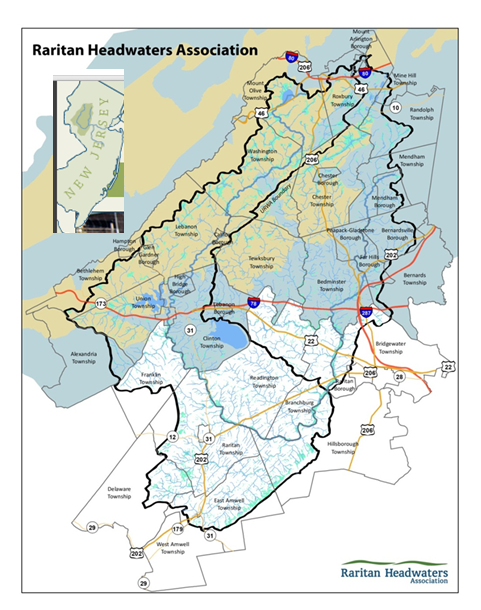 Raritan Headwaters Association
Mount
Arlington
Borough
80
206
80
46
Mine Hill
Township
Mount
Olive
Township
46
Roxbury
Township
10
Randolph
Township
NEW JERSEY
Washington
Township
206
Mendham
Township
Chester
Borough
Chester
Township
Mendham
Borough
Lebanon
Township
Califon
Borough
Peapack-Gladstone
Borough
Bernardsville
Borough
Hampton
Borough
Glen
Gardner
Borough
Tewksbury
Township
Far Hills
Borough
202
Bethlehem
Township
High
Bridge
Borough
Bedminster
Township
Bernards
Township
173
Union
Township
Lebanon
Borough
78
287
31
Clinton
Township
22
Bridgewater
Township
Alexandria
Township
Franklin
Township
Readington
Township
206
28
22
Raritan
Borough
Branchburg
Township
12
31
Raritan
Township
202
206
Hillsborough
Township
Delaware
Township
East Amwell
Township
29
179
31
202
West Amwell
Township
29
Raritan Headwaters
Association